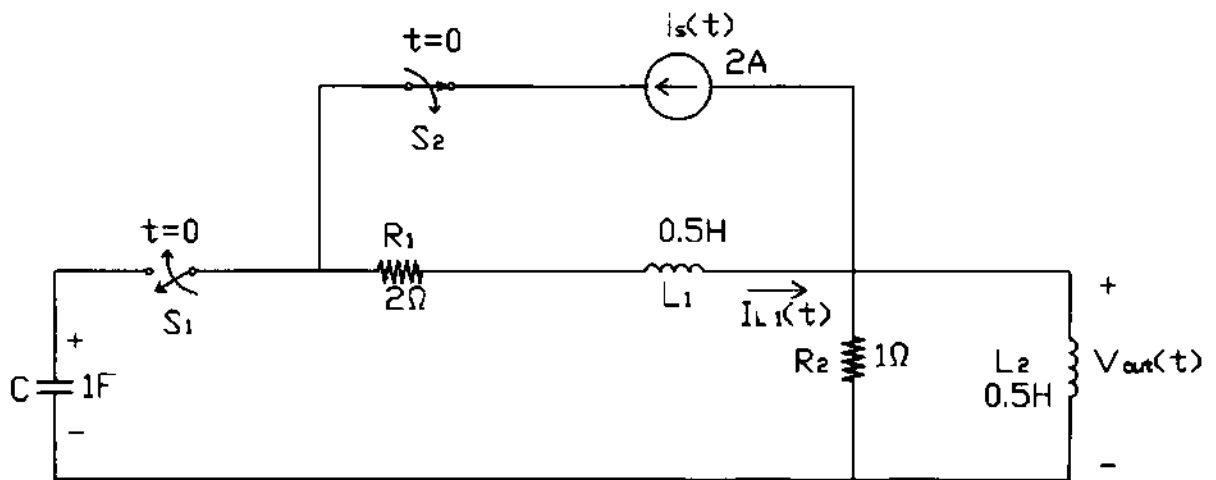 is(t)
t=0
2A
S2
t=0
R1
0.5H
2Ω
L1
IL1(t)
S1
+
+
C
1F
R2
1Ω
L2
0.5H
Vout(t)
-
-